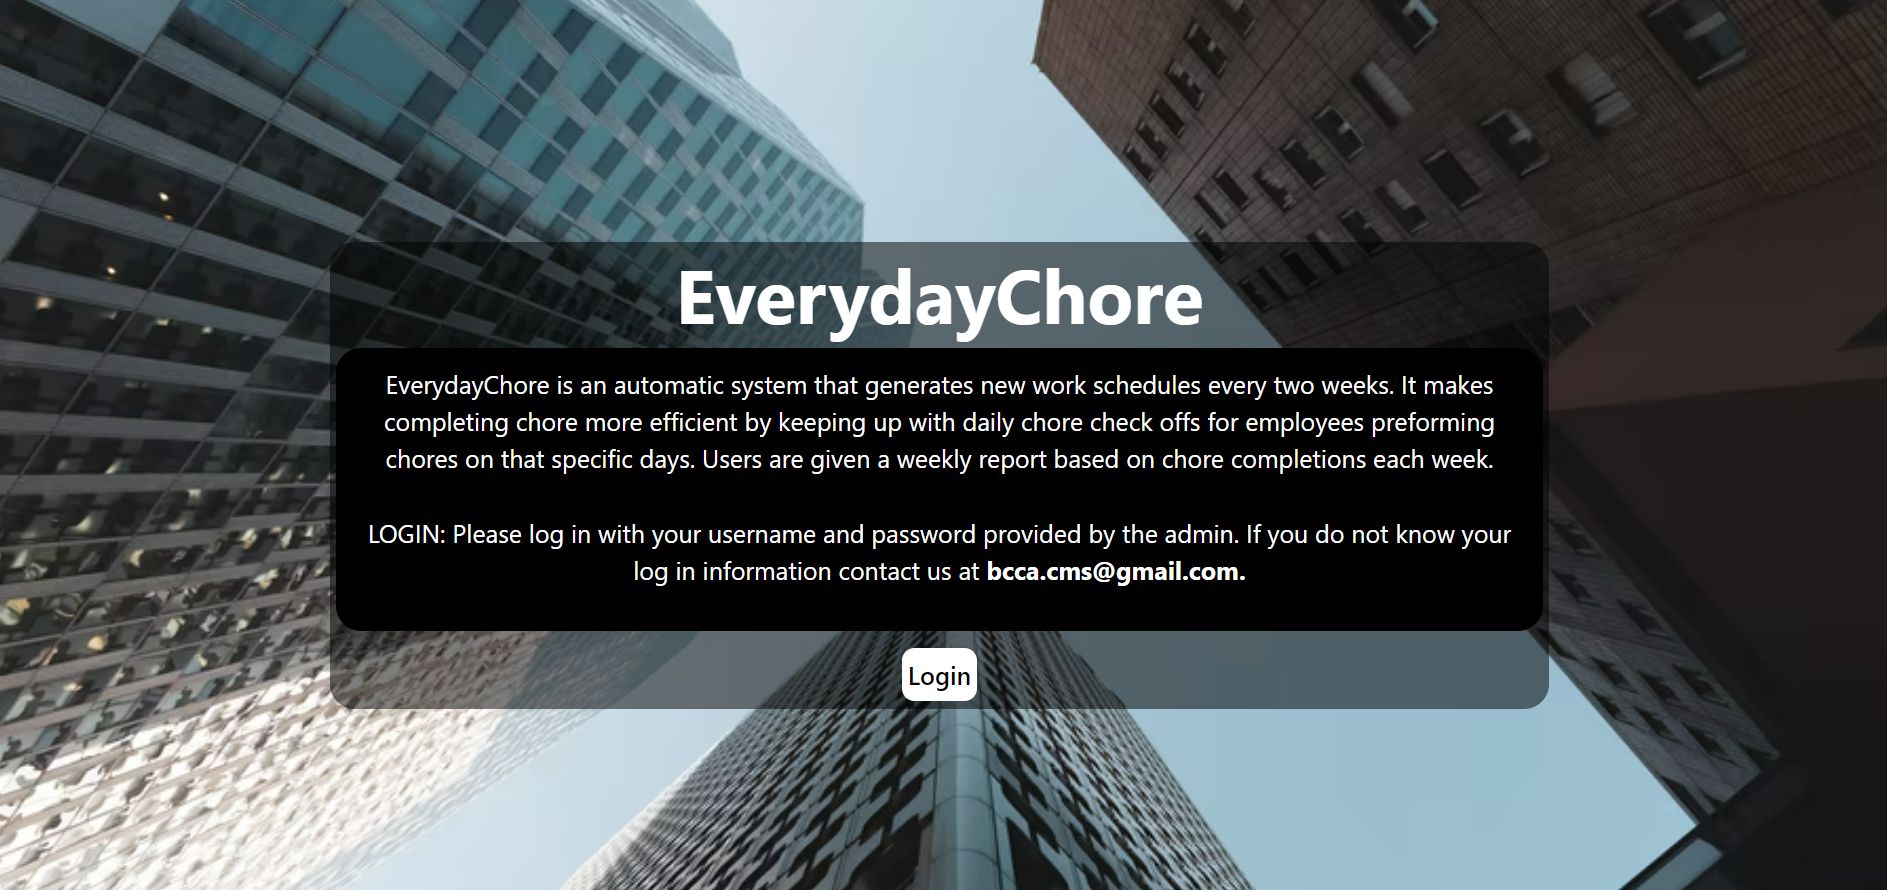 EverydayChore
EverydayChore is an automatic system that generates new work schedules every two weeks. It makes
completing chore more efficient by keeping up with daily chore check offs for employees preforming
chores on that specific days. Users are given a weekly report based on chore completions each week.
LOGIN: Please log in with your username and password provided by the admin. If you do not know your
log in information contact us at bcca.cms@gmail.com.
Login